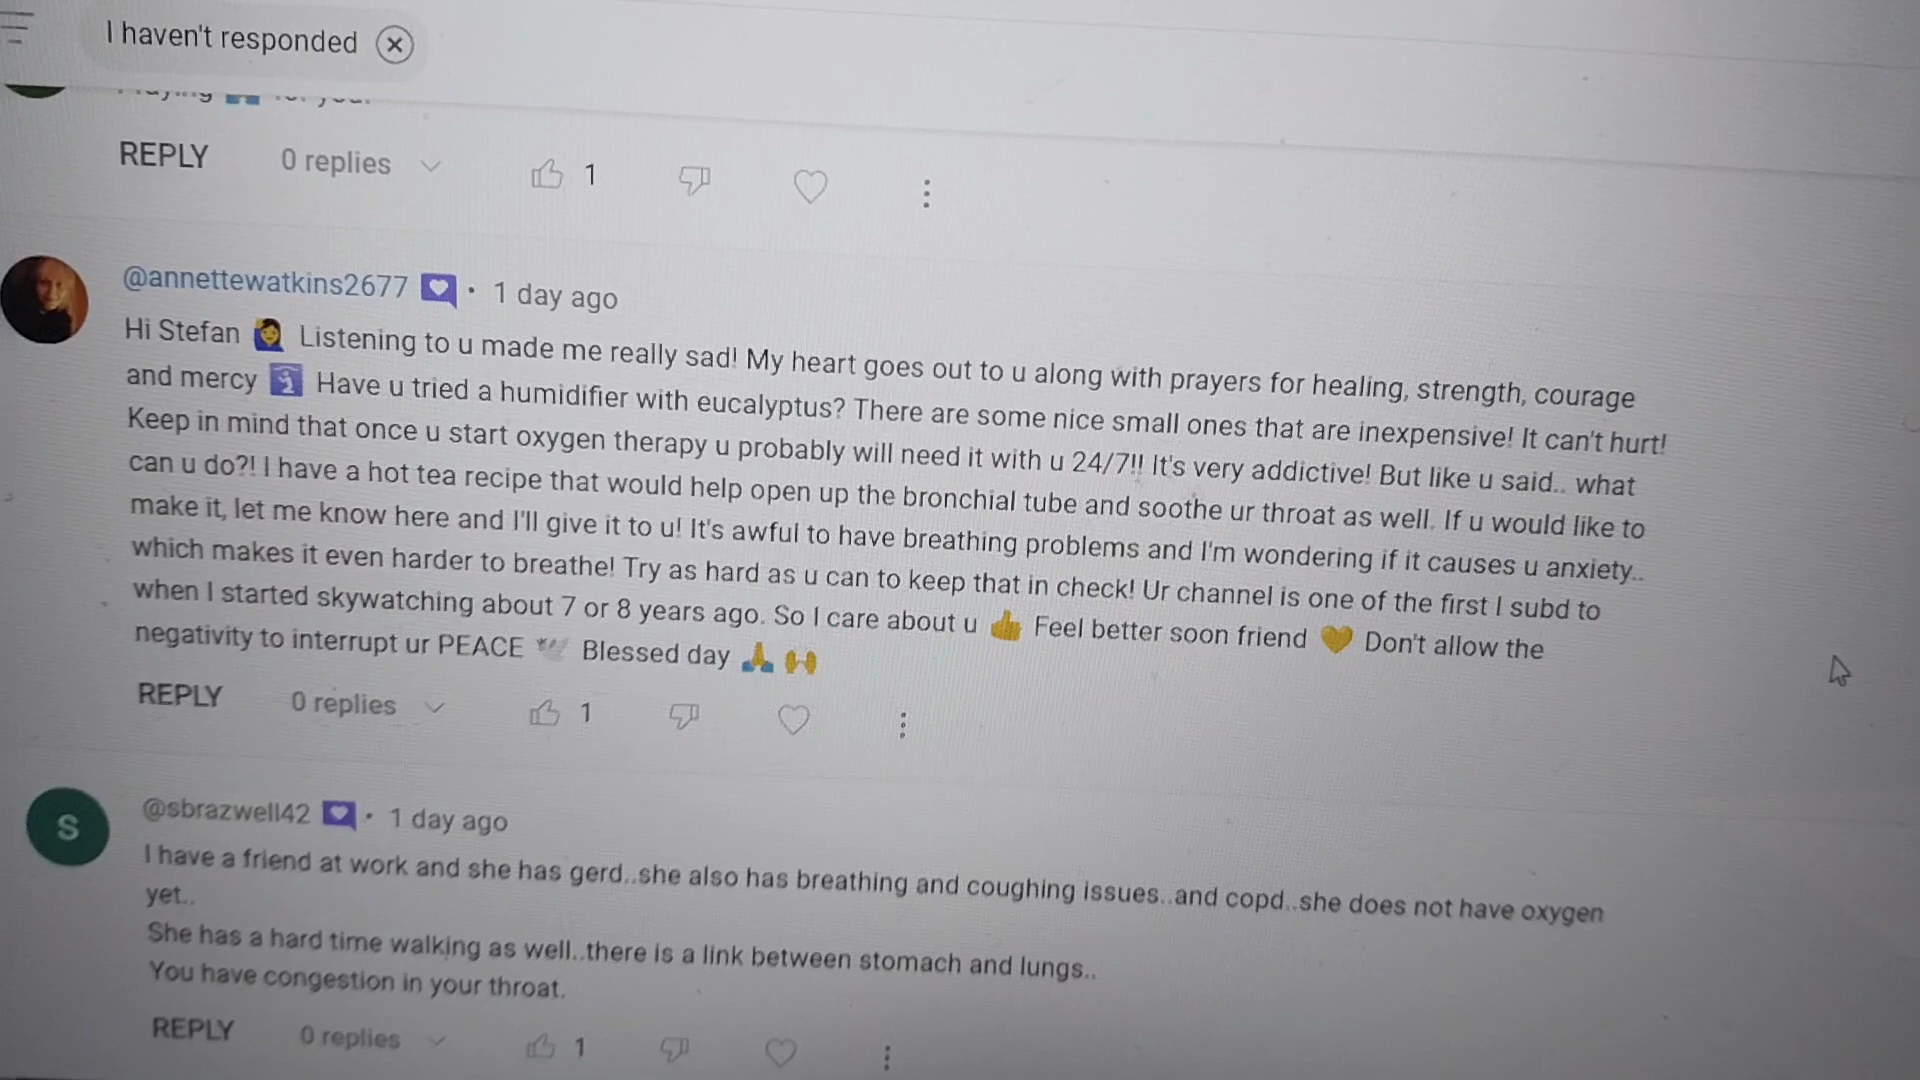 I haven't responded
REPLY 0 replies 1
@annettewatkins2677 · 1 day ago
Hi Stefan 🙋‍♀️ Listening to u made me really sad! My heart goes out to u along with prayers for healing, strength, courage
and mercy 🛐 Have u tried a humidifier with eucalyptus? There are some nice small ones that are inexpensive! It can't hurt!
Keep in mind that once u start oxygen therapy u probably will need it with u 24/7!! It's very addictive! But like u said.. what
can u do?! I have a hot tea recipe that would help open up the bronchial tube and soothe ur throat as well. If u would like to
make it, let me know here and I'll give it to u! It's awful to have breathing problems and I'm wondering if it causes u anxiety..
which makes it even harder to breathe! Try as hard as u can to keep that in check! Ur channel is one of the first I subd to
when I started skywatching about 7 or 8 years ago. So I care about u 👍 Feel better soon friend 💛 Don't allow the
negativity to interrupt ur PEACE 🕊 Blessed day 🙏 🙌
REPLY 0 replies 1
S
@sbrazwell42 · 1 day ago
I have a friend at work and she has gerd..she also has breathing and coughing issues..and copd..she does not have oxygen
yet..
She has a hard time walking as well..there is a link between stomach and lungs..
You have congestion in your throat.
REPLY 0 replies 1